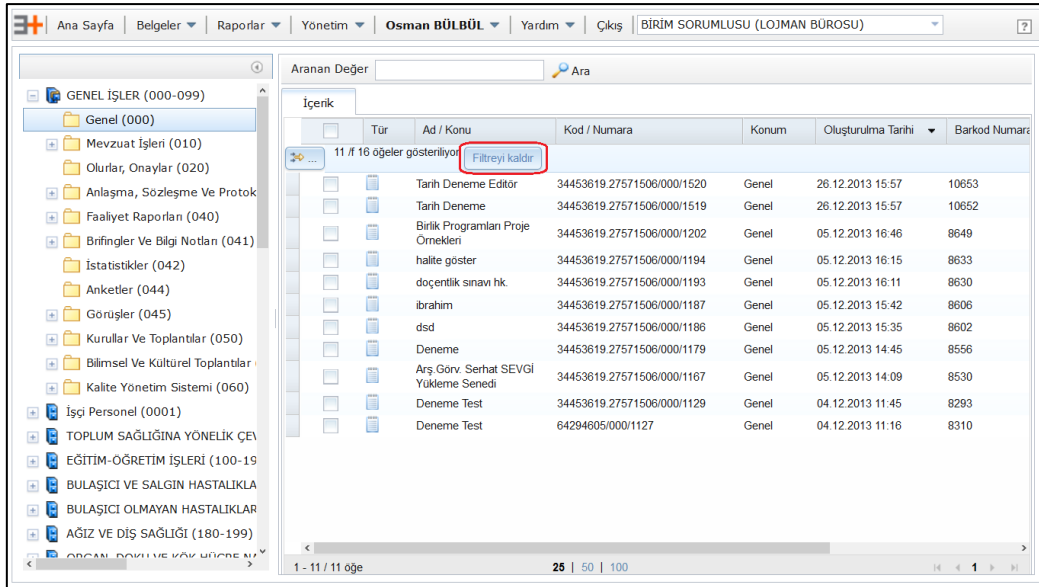 Ana Sayfa | Belgeler | Raporlar | Yönetim | Osman BÜLBÜL | Yardım | Çıkış | BİRİM SORUMLUSU (LOJMAN BÜROSU) ?
Aranan Değer Ara
İçerik
GENEL İŞLER (000-099)
Genel (000)
Mevzuat İşleri (010)
Olurlar, Onaylar (020)
Anlaşma, Sözleşme Ve Protok
Faaliyet Raporları (040)
Brifingler Ve Bilgi Notları (041)
İstatistikler (042)
Anketler (044)
Görüşler (045)
Kurullar Ve Toplantılar (050)
Bilimsel Ve Kültürel Toplantılar
Kalite Yönetim Sistemi (060)
İşçi Personel (0001)
TOPLUM SAĞLIĞINA YÖNELİK ÇEV
EĞİTİM-ÖĞRETİM İŞLERİ (100-19
BULAŞICI VE SALGIN HASTALIKLA
BULAŞICI OLMAYAN HASTALIKLAR
AĞIZ VE DİŞ SAĞLIĞI (180-199)
ORGAN, DOKU VE KÖK HÜCRE NA
Tür Ad / Konu Kod / Numara Konum Oluşturulma Tarihi Barkod Numara
... 11 /f 16 öğeler gösteriliyor Filtreyi kaldır
Tarih Deneme Editör 34453619.27571506/000/1520 Genel 26.12.2013 15:57 10653
Tarih Deneme 34453619.27571506/000/1519 Genel 26.12.2013 15:57 10652
Birlik Programları Proje
Örnekleri 34453619.27571506/000/1202 Genel 05.12.2013 16:46 8649
halite göster 34453619.27571506/000/1194 Genel 05.12.2013 16:15 8633
doçentlik sınavı hk. 34453619.27571506/000/1193 Genel 05.12.2013 16:11 8630
ibrahim 34453619.27571506/000/1187 Genel 05.12.2013 15:42 8606
dsd 34453619.27571506/000/1186 Genel 05.12.2013 15:35 8602
Deneme 34453619.27571506/000/1179 Genel 05.12.2013 14:45 8556
Arş.Görv. Serhat SEVGİ
Yükleme Senedi 34453619.27571506/000/1167 Genel 05.12.2013 14:09 8530
Deneme Test 34453619.27571506/000/1129 Genel 04.12.2013 11:45 8293
Deneme Test 64294605/000/1127 Genel 04.12.2013 11:16 8310
1 - 11 / 11 öğe 25 | 50 | 100 1